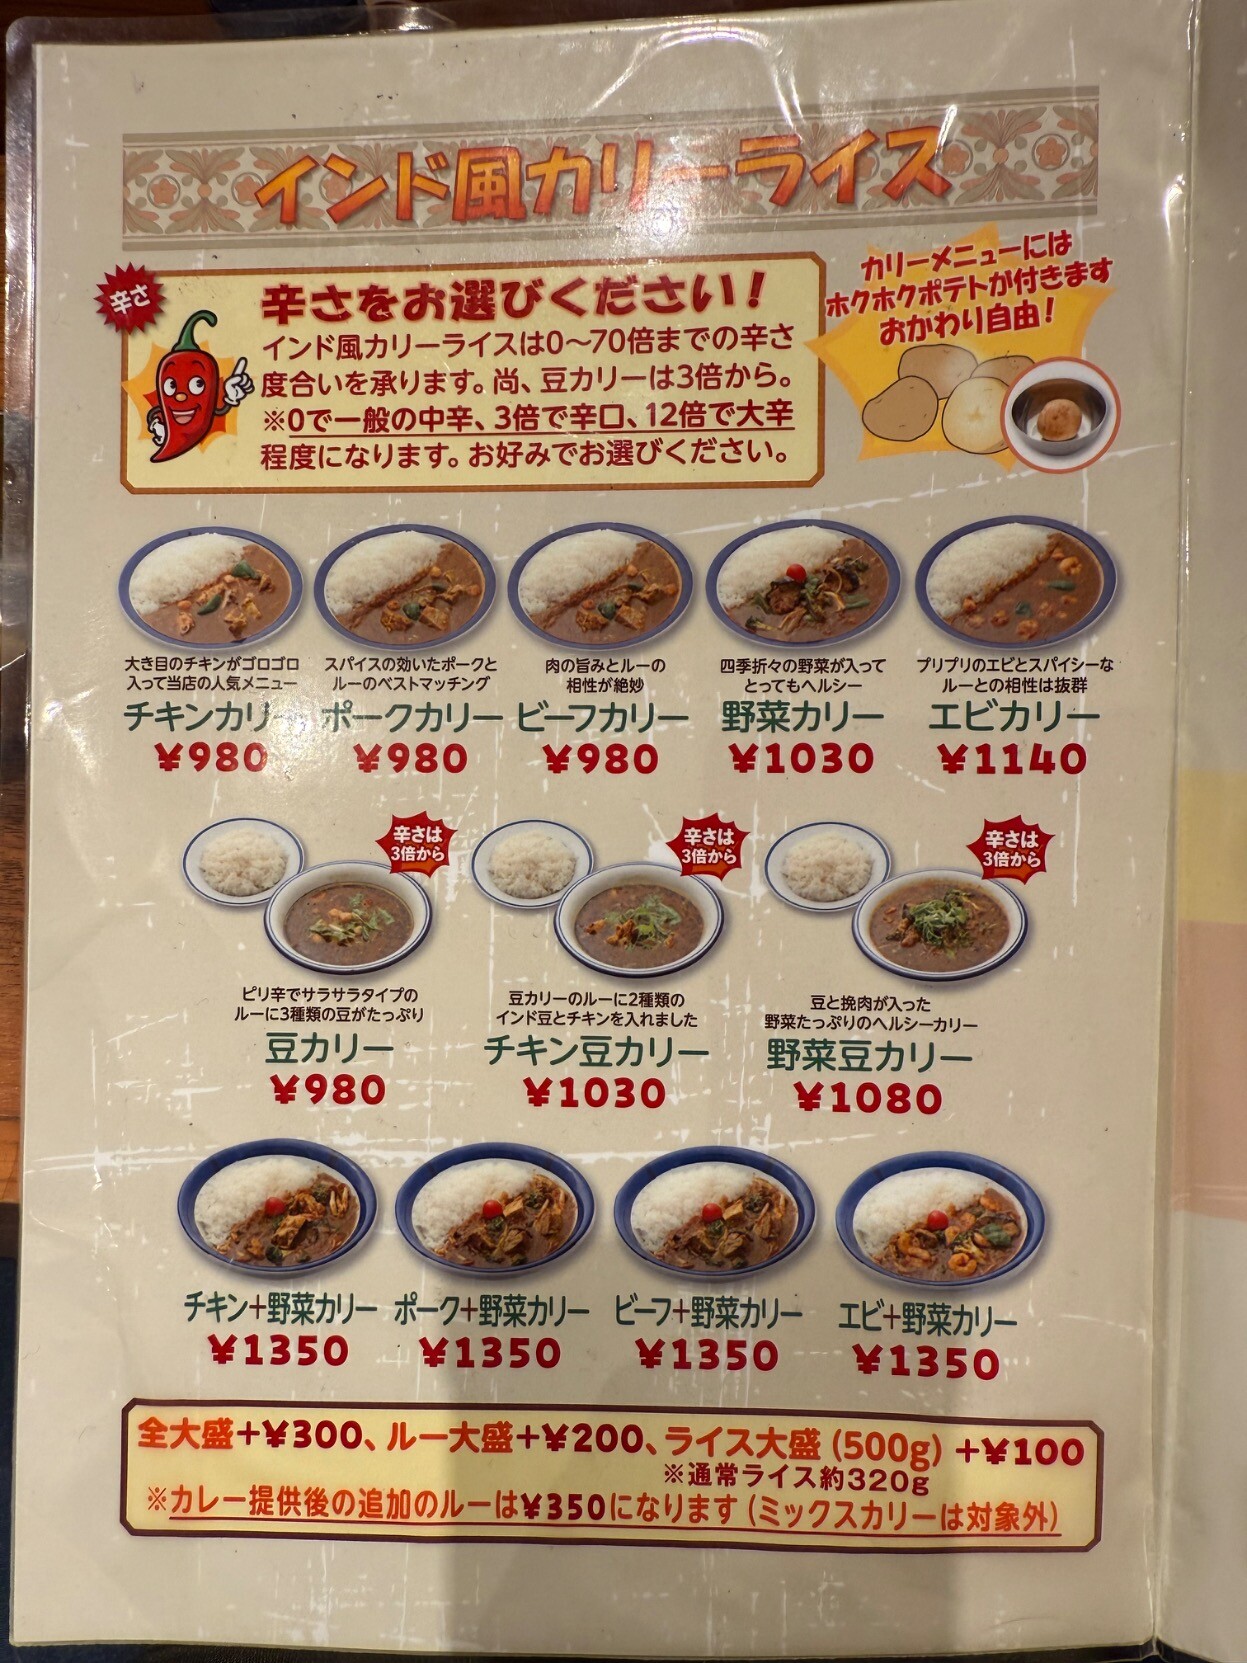 インド風カリーライス
辛さ
辛さをお選びください!
インド風カリーライスは0〜70倍までの辛さ
度合いを承ります。尚、豆カリーは3倍から。
※0で一般の中辛、3倍で辛口、12倍で大辛
程度になります。お好みでお選びください。
カリーメニューには
ホクホクポテトが付きます
おかわり自由!
大き目のチキンがゴロゴロ
入って当店の人気メニュー
チキンカリー
¥980
スパイスの効いたポークと
ルーのベストマッチング
ポークカリー
¥980
肉の旨みとルーの
相性が絶妙
ビーフカリー
¥980
四季折々の野菜が入って
とってもヘルシー
野菜カリー
¥1030
プリプリのエビとスパイシーな
ルーとの相性は抜群
エビカリー
¥1140
辛さは
3倍から
ピリ辛でサラサラタイプの
ルーに3種類の豆がたっぷり
豆カリー
¥980
辛さは
3倍から
豆カリーのルーに2種類の
インド豆とチキンを入れました
チキン豆カリー
¥1030
辛さは
3倍から
豆と挽肉が入った
野菜たっぷりのヘルシーカリー
野菜豆カリー
¥1080
チキン+野菜カリー
¥1350
ポーク+野菜カリー
¥1350
ビーフ+野菜カリー
¥1350
エビ+野菜カリー
¥1350
全大盛+¥300、ルー大盛+¥200、ライス大盛(500g)+¥100
※通常ライス約320g
※カレー提供後の追加のルーは¥350になります(ミックスカリーは対象外)